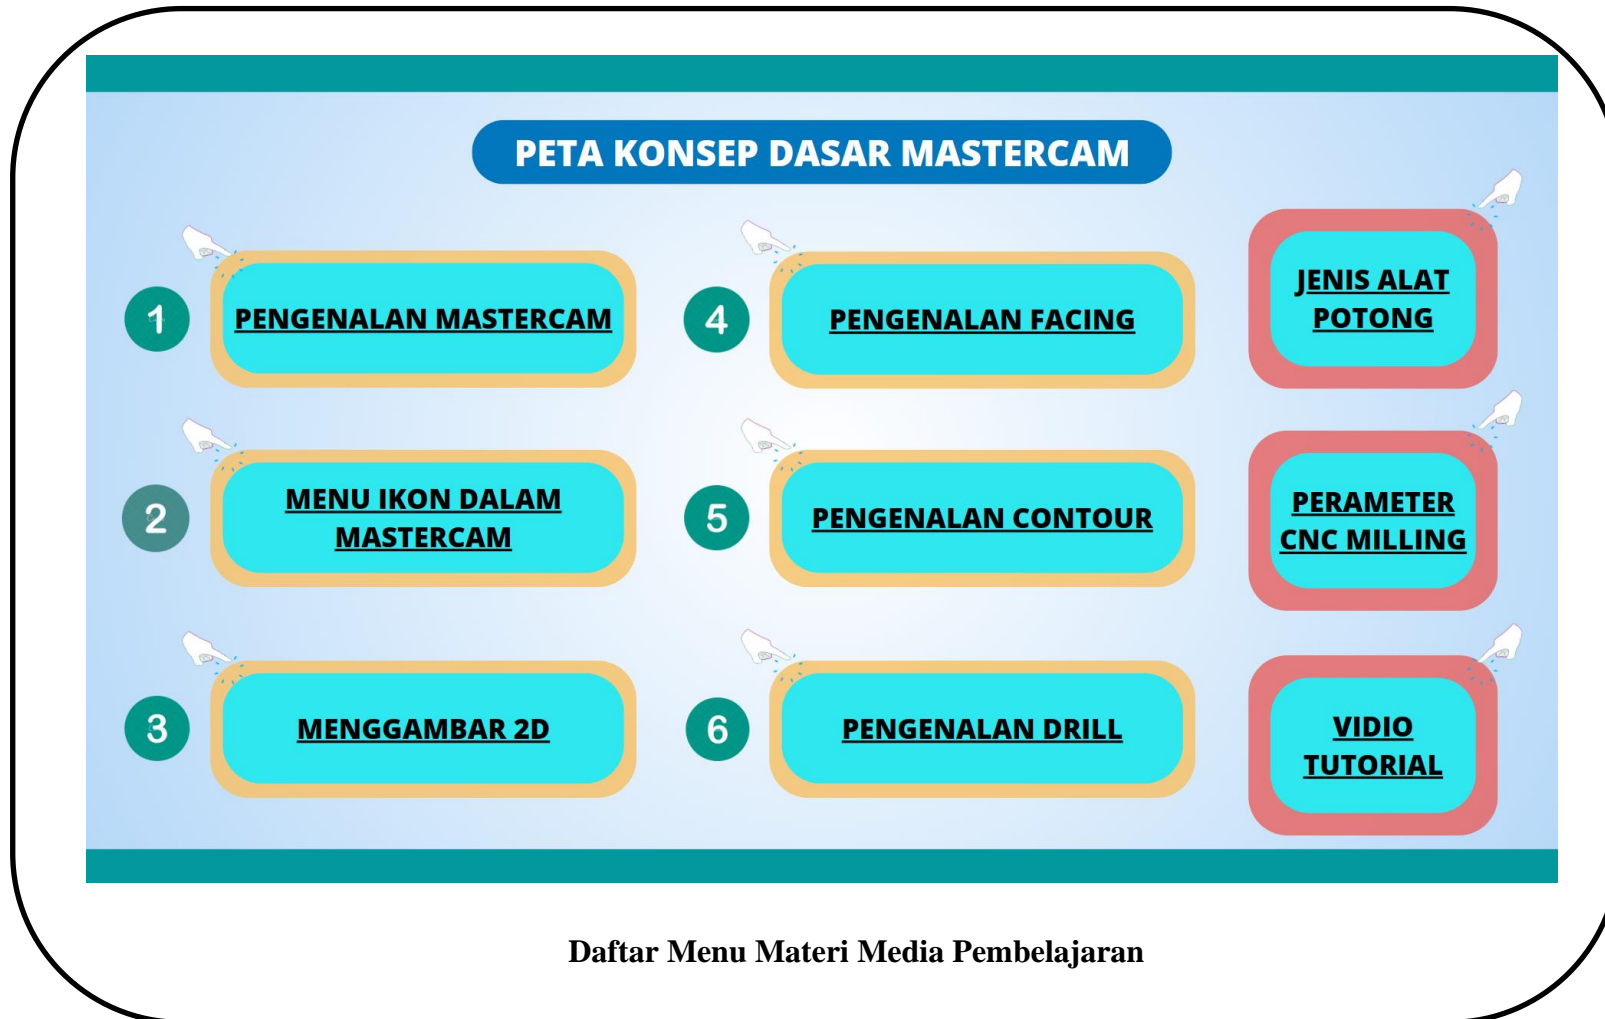 PETA KONSEP DASAR MASTERCAM
1
PENGENALAN MASTERCAM
2
MENU IKON DALAM
MASTERCAM
3
MENGGAMBAR 2D
4
PENGENALAN FACING
5
PENGENALAN CONTOUR
6
PENGENALAN DRILL
JENIS ALAT
POTONG
PERAMETER
CNC MILLING
VIDIO
TUTORIAL
Daftar Menu Materi Media Pembelajaran